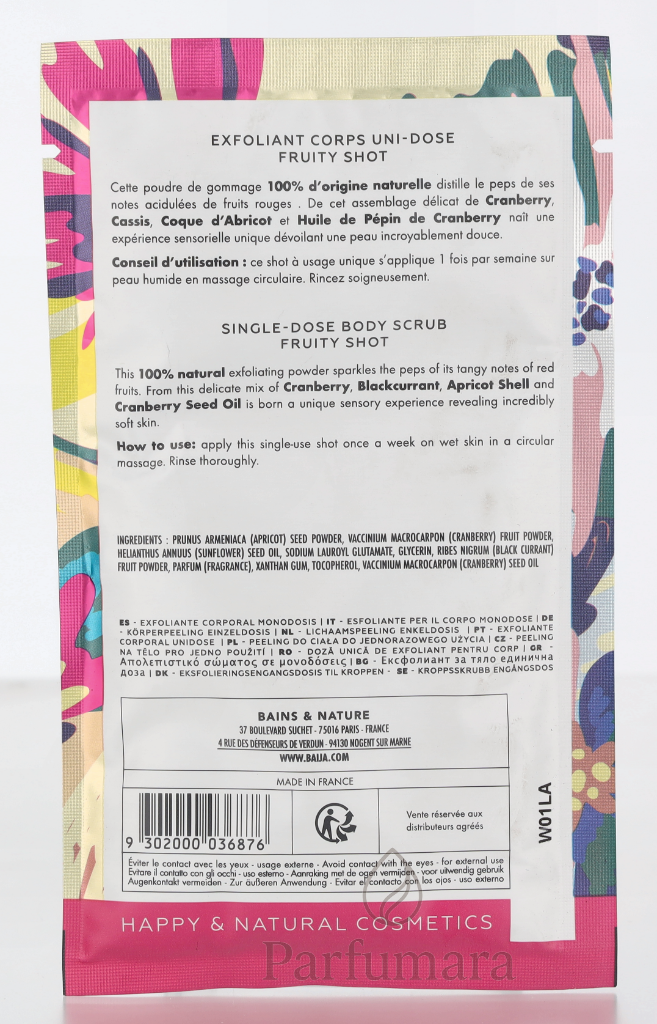 EXFOLIANT CORPS UNI-DOSE
FRUITY SHOT
Cette poudre de gommage 100% d'origine naturelle distille le peps de ses
notes acidulées de fruits rouges . De cet assemblage délicat de Cranberry,
Cassis, Coque d'Abricot et Huile de Pépin de Cranberry naît une
expérience sensorielle unique dévoilant une peau incroyablement douce.
Conseil d'utilisation : ce shot à usage unique s'applique 1 fois par semaine sur
peau humide en massage circulaire. Rincez soigneusement.
SINGLE-DOSE BODY SCRUB
FRUITY SHOT
This 100% natural exfoliating powder sparkles the peps of its tangy notes of red
fruits. From this delicate mix of Cranberry, Blackcurrant, Apricot Shell and
Cranberry Seed Oil is born a unique sensory experience revealing incredibly
soft skin.
How to use: apply this single-use shot once a week on wet skin in a circular
massage. Rinse thoroughly.
INGREDIENTS : PRUNUS ARMENIACA (APRICOT) SEED POWDER, VACCINIUM MACROCARPON (CRANBERRY) FRUIT POWDER,
HELIANTHUS ANNUUS (SUNFLOWER) SEED OIL, SODIUM LAUROYL GLUTAMATE, GLYCERIN, RIBES NIGRUM (BLACK CURRANT)
FRUIT POWDER, PARFUM (FRAGRANCE), XANTHAN GUM, TOCOPHEROL, VACCINIUM MACROCARPON (CRANBERRY) SEED OIL
ES - EXFOLIANTE CORPORAL MONODOSIS | IT - ESFOLIANTE PER IL CORPO MONODOSE | DE
- KÖRPERPEELING EINZELDOSIS | NL - LICHAAMSPEELING ENKELDOSIS | PT - EXFOLIANTE
CORPORAL UNIDOSE | PL - PEELING DO CIAŁA DO JEDNORAZOWEGO UŻYCIA | CZ - PEELING
NA TĚLO PRO JEDNO POUŽITÍ | RO - DOZĂ UNICĂ DE EXFOLIANT PENTRU CORP | GR -
Απολεπιστικό σώματος σε μονοδόσεις | BG - Ексфолиант за тяло единична
доза | DK - EKSFOLIERINGSENGANGSDOSIS TIL KROPPEN - SE - KROPPSSKRUBB ENGÅNGSDOS
BAINS & NATURE
37 BOULEVARD SUCHET - 75016 PARIS - FRANCE
4 RUE DES DÉFENSEURS DE VERDUN - 94130 NOGENT SUR MARNE
WWW.BAIJA.COM
MADE IN FRANCE
9 302000 036876
Vente réservée aux
distributeurs agréés
W01LA
Éviter le contact avec les yeux - usage externe - Avoid contact with the eyes - for external use
Evitare il contatto con gli occhi - uso esterno - Aanraking met de ogen vermijden - voor uitwendig gebruik
Augenkontakt vermeiden - Zur äußeren Anwendung - Evitar el contacto con los ojos - uso externo
HAPPY & NATURAL COSMETICS
Parfumara